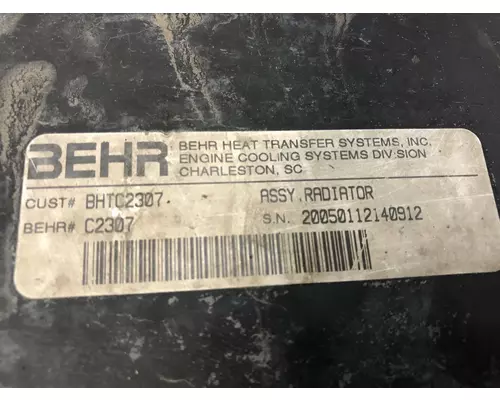 BEHR
BEHR HEAT TRANSFER SYSTEMS, INC.
ENGINE COOLING SYSTEMS DIVISION
CHARLESTON, SC
CUST# BHTC2307. ASSY.RADIATOR
BEHR# C2307 S.N. 20050112140912